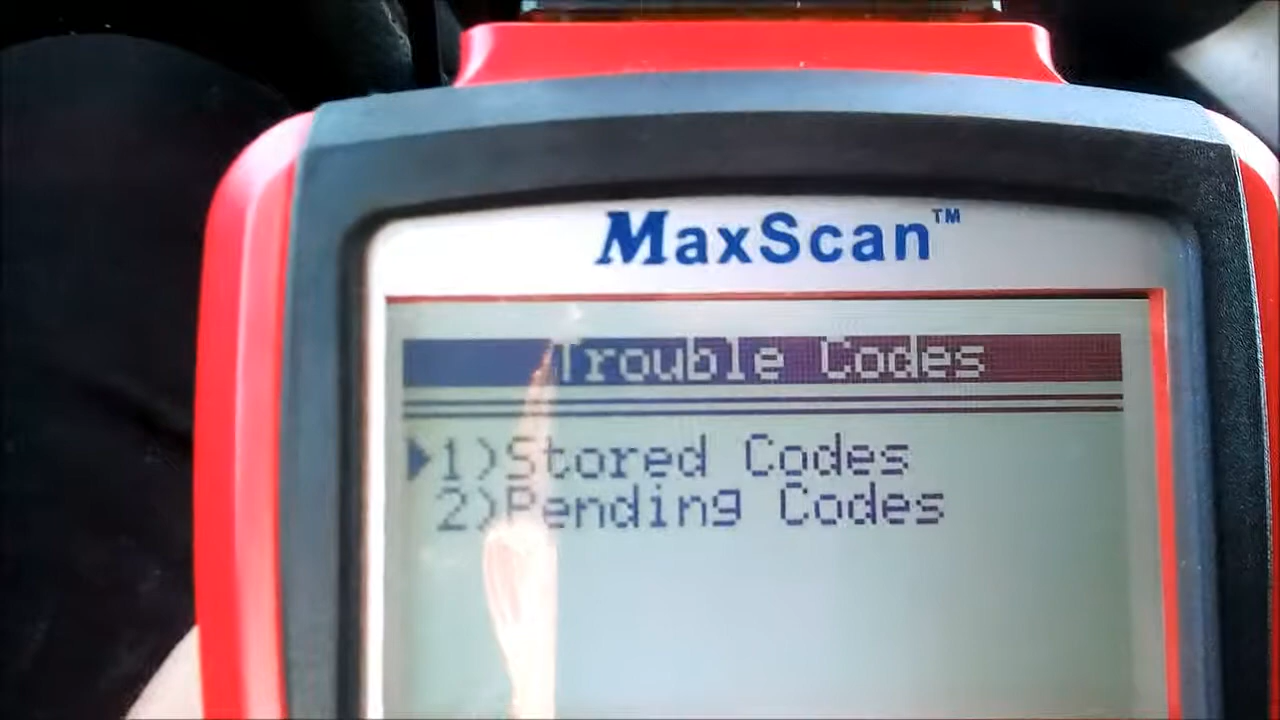 MaxScan™
Trouble Codes
1)Stored Codes
2)Pending Codes